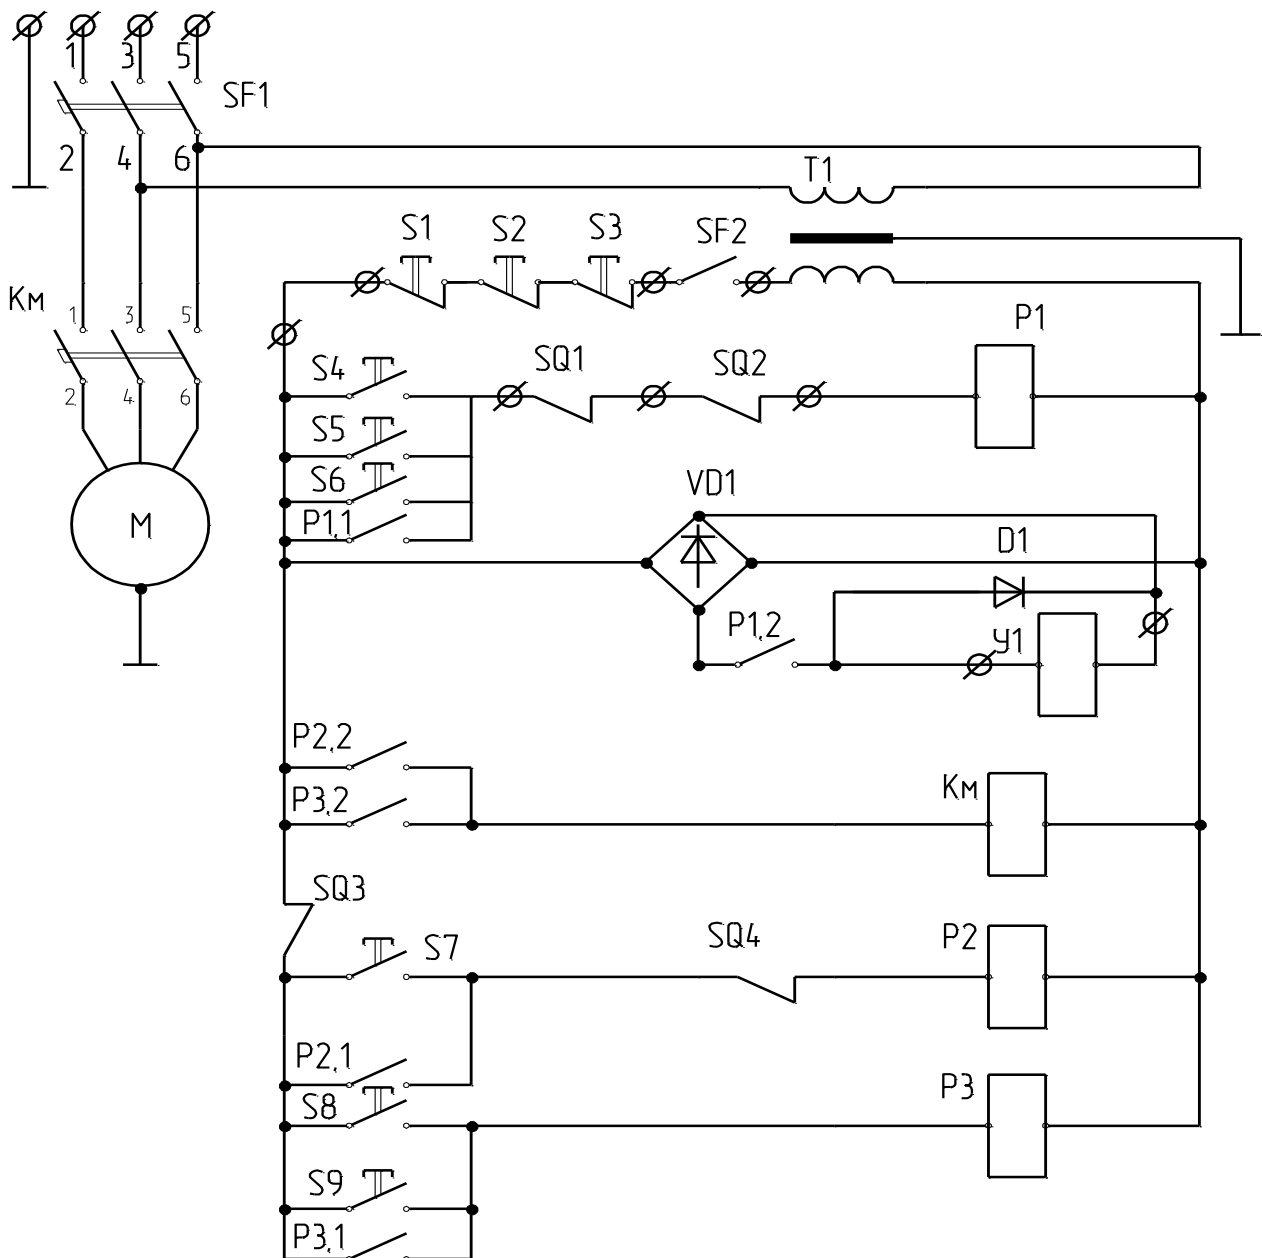 1 3 5
SF1
2 4 6
T1
S1 S2 S3 SF2
Км
1 3 5
P1
S4 SQ1 SQ2
2 4 6
S5
S6
VD1
P1,1
M
D1
P1,2
У1
P2,2
P3,2
Км
SQ3
S7 SQ4 P2
P2,1
P3
S8
S9
P3,1